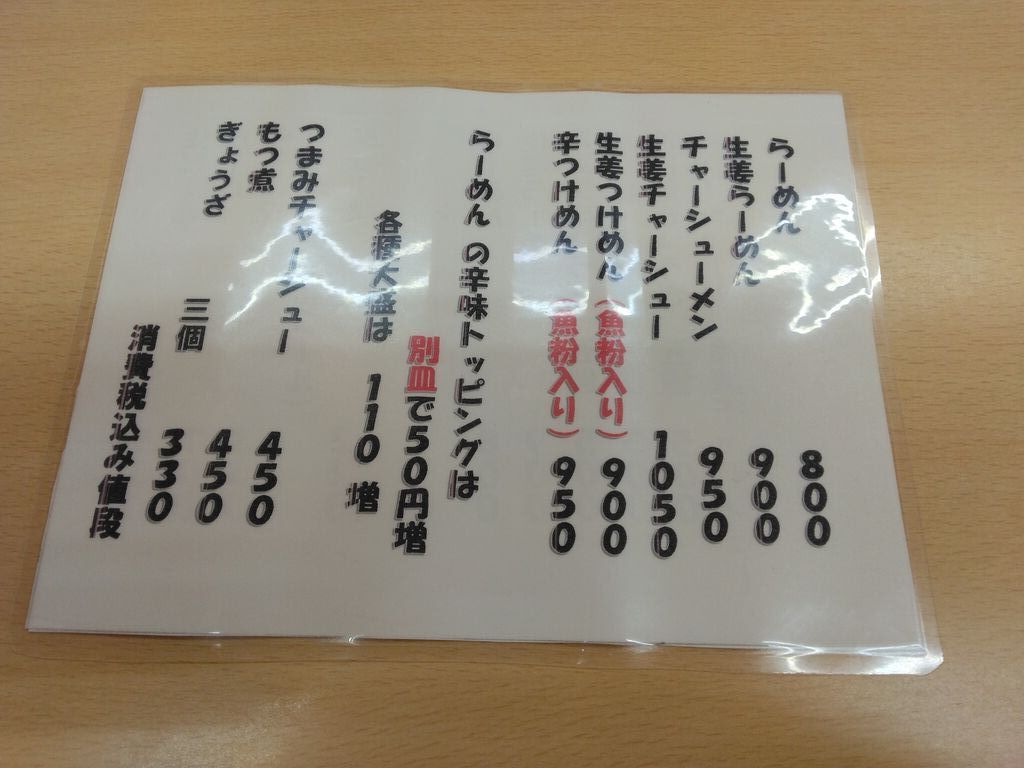 らーめん 800
生姜らーめん 900
チャーシューメン 950
生姜チャーシュー 1050
生姜つけめん(魚粉入り) 900
辛つけめん(魚粉入り) 950
らーめんの辛味トッピングは
別皿で50円増
各種大盛は 110 増
つまみチャーシュー 450
もつ煮 450
ぎょうざ 三個 330
消費税込み値段